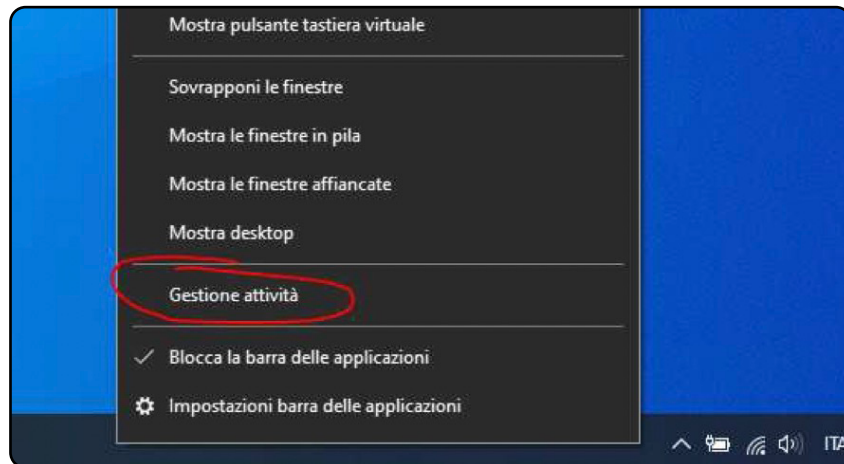 Mostra pulsante tastiera virtuale
Sovrapponi le finestre
Mostra le finestre in pila
Mostra le finestre affiancate
Mostra desktop
Gestione attività
Blocca la barra delle applicazioni
Impostazioni barra delle applicazioni
ITA